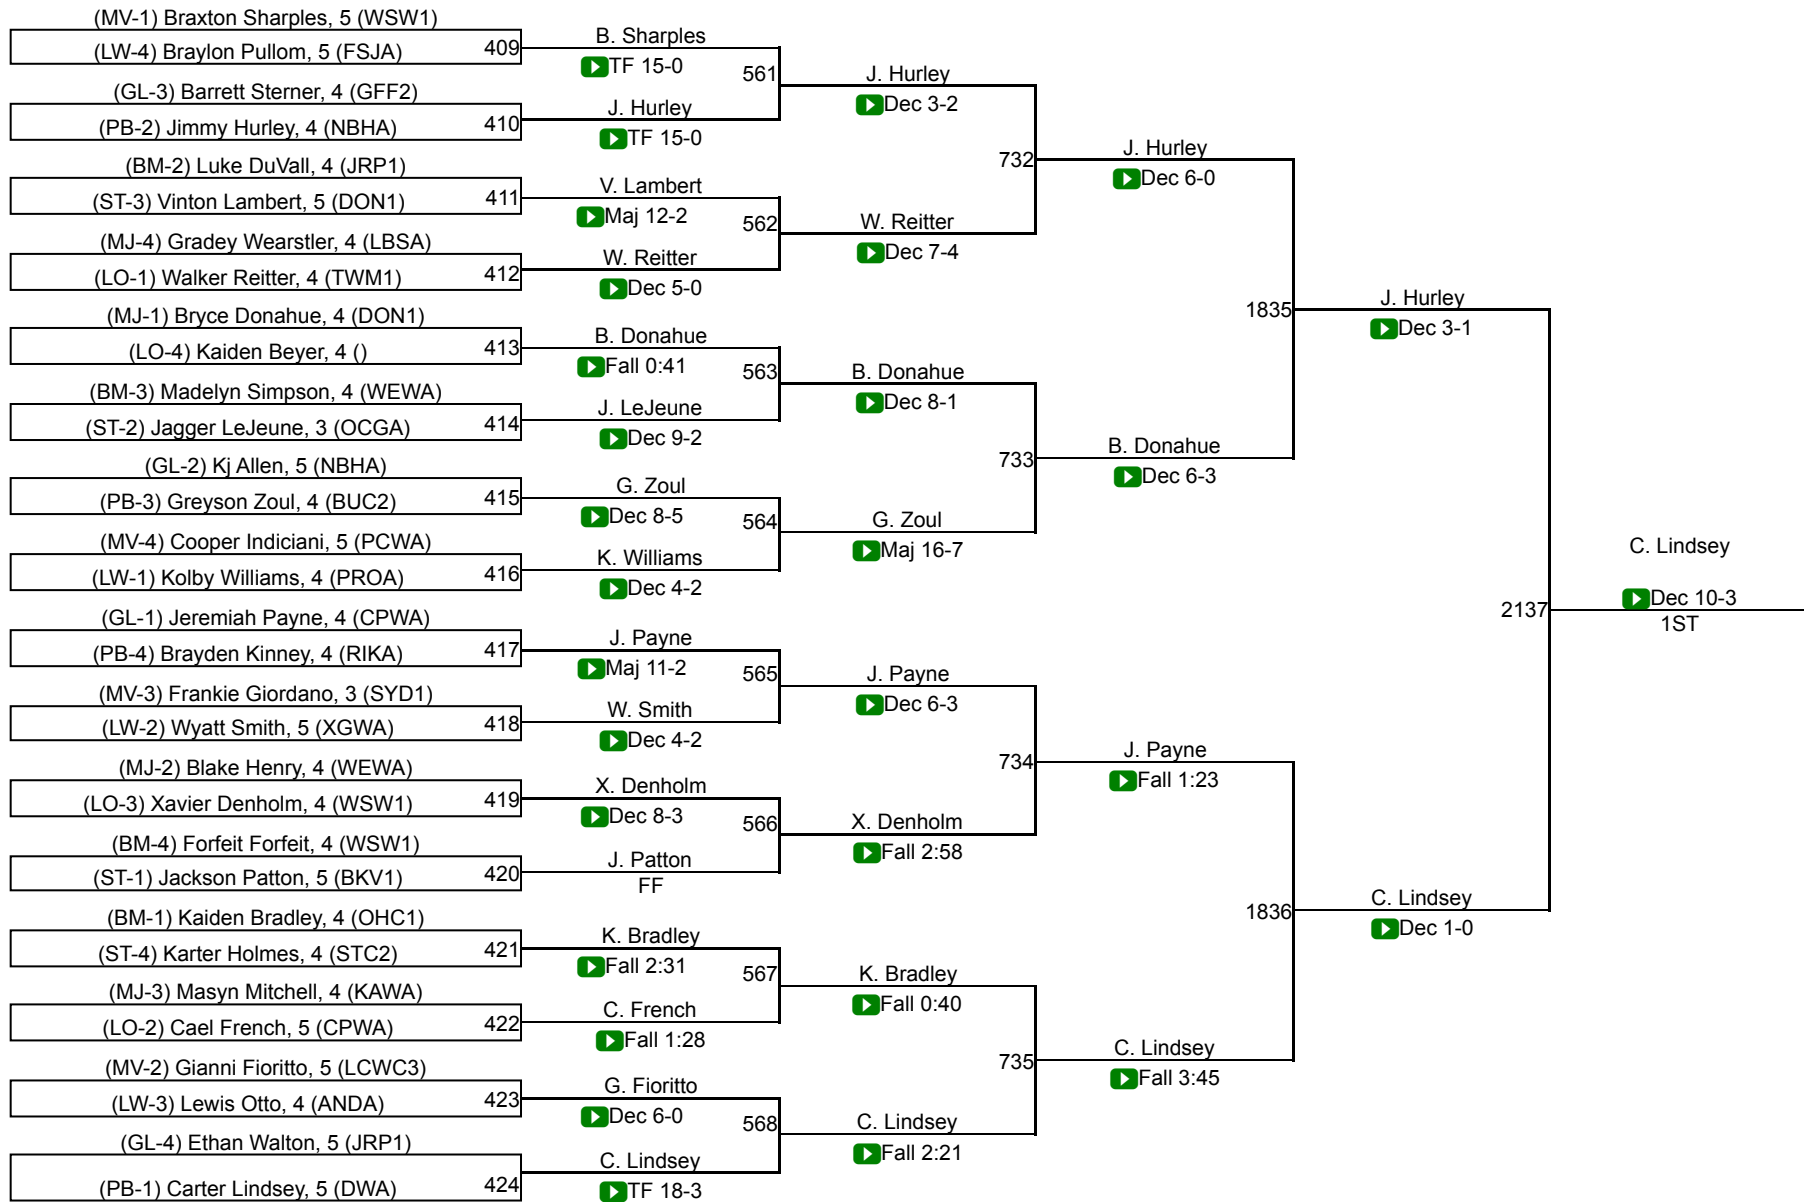 (MV-1) Braxton Sharples, 5 (WSW1)
(LW-4) Braylon Pullom, 5 (FSJA)
409
(GL-3) Barrett Sterner, 4 (GFF2)
(PB-2) Jimmy Hurley, 4 (NBHA)
410
(BM-2) Luke DuVall, 4 (JRP1)
(ST-3) Vinton Lambert, 5 (DON1)
411
(MJ-4) Gradey Wearstler, 4 (LBSA)
(LO-1) Walker Reitter, 4 (TWM1)
412
(MJ-1) Bryce Donahue, 4 (DON1)
(LO-4) Kaiden Beyer, 4 ()
413
(BM-3) Madelyn Simpson, 4 (WEWA)
(ST-2) Jagger LeJeune, 3 (OCGA)
414
(GL-2) Kj Allen, 5 (NBHA)
(PB-3) Greyson Zoul, 4 (BUC2)
415
(MV-4) Cooper Indiciani, 5 (PCWA)
(LW-1) Kolby Williams, 4 (PROA)
416
(GL-1) Jeremiah Payne, 4 (CPWA)
(PB-4) Brayden Kinney, 4 (RIKA)
417
(MV-3) Frankie Giordano, 3 (SYD1)
(LW-2) Wyatt Smith, 5 (XGWA)
418
(MJ-2) Blake Henry, 4 (WEWA)
(LO-3) Xavier Denholm, 4 (WSW1)
419
(BM-4) Forfeit Forfeit, 4 (WSW1)
(ST-1) Jackson Patton, 5 (BKV1)
420
(BM-1) Kaiden Bradley, 4 (OHC1)
(ST-4) Karter Holmes, 4 (STC2)
421
(MJ-3) Masyn Mitchell, 4 (KAWA)
(LO-2) Cael French, 5 (CPWA)
422
(MV-2) Gianni Fioritto, 5 (LCWC3)
(LW-3) Lewis Otto, 4 (ANDA)
423
(GL-4) Ethan Walton, 5 (JRP1)
(PB-1) Carter Lindsey, 5 (DWA)
424
B. Sharples
TF 15-0
561
J. Hurley
TF 15-0
V. Lambert
Maj 12-2
562
W. Reitter
Dec 5-0
B. Donahue
Fall 0:41
563
J. LeJeune
Dec 9-2
G. Zoul
Dec 8-5
564
K. Williams
Dec 4-2
J. Payne
Maj 11-2
565
W. Smith
Dec 4-2
X. Denholm
Dec 8-3
566
J. Patton
FF
K. Bradley
Fall 2:31
567
C. French
Fall 1:28
G. Fioritto
Dec 6-0
568
C. Lindsey
TF 18-3
J. Hurley
Dec 3-2
732
W. Reitter
Dec 7-4
B. Donahue
Dec 8-1
733
G. Zoul
Maj 16-7
J. Payne
Dec 6-3
734
X. Denholm
Fall 2:58
K. Bradley
Fall 0:40
735
C. Lindsey
Fall 2:21
J. Hurley
Dec 6-0
1835
B. Donahue
Dec 6-3
J. Payne
Fall 1:23
1836
C. Lindsey
Fall 3:45
J. Hurley
Dec 3-1
2137
C. Lindsey
Dec 1-0
C. Lindsey
Dec 10-3
1ST